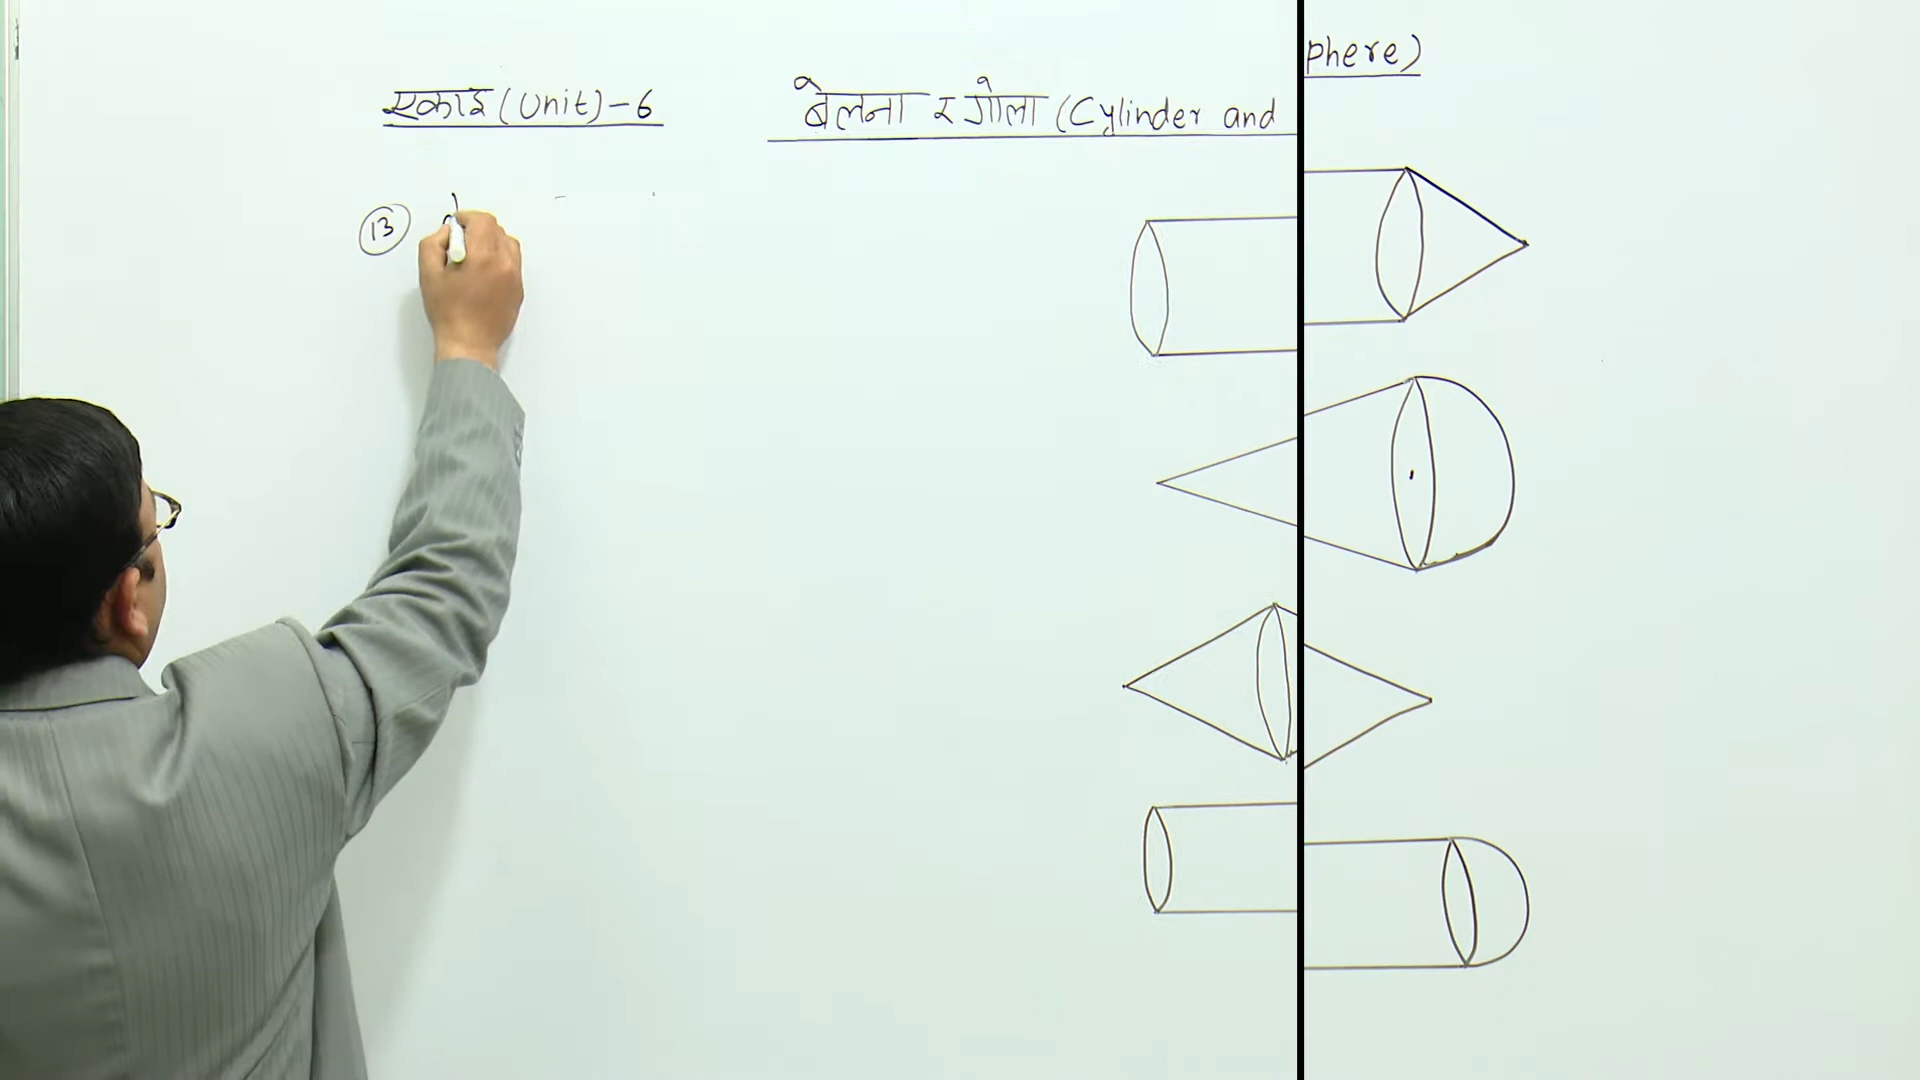 एकाइ (Unit) - 6
बेलना र गोला (Cylinder and
phere)
13